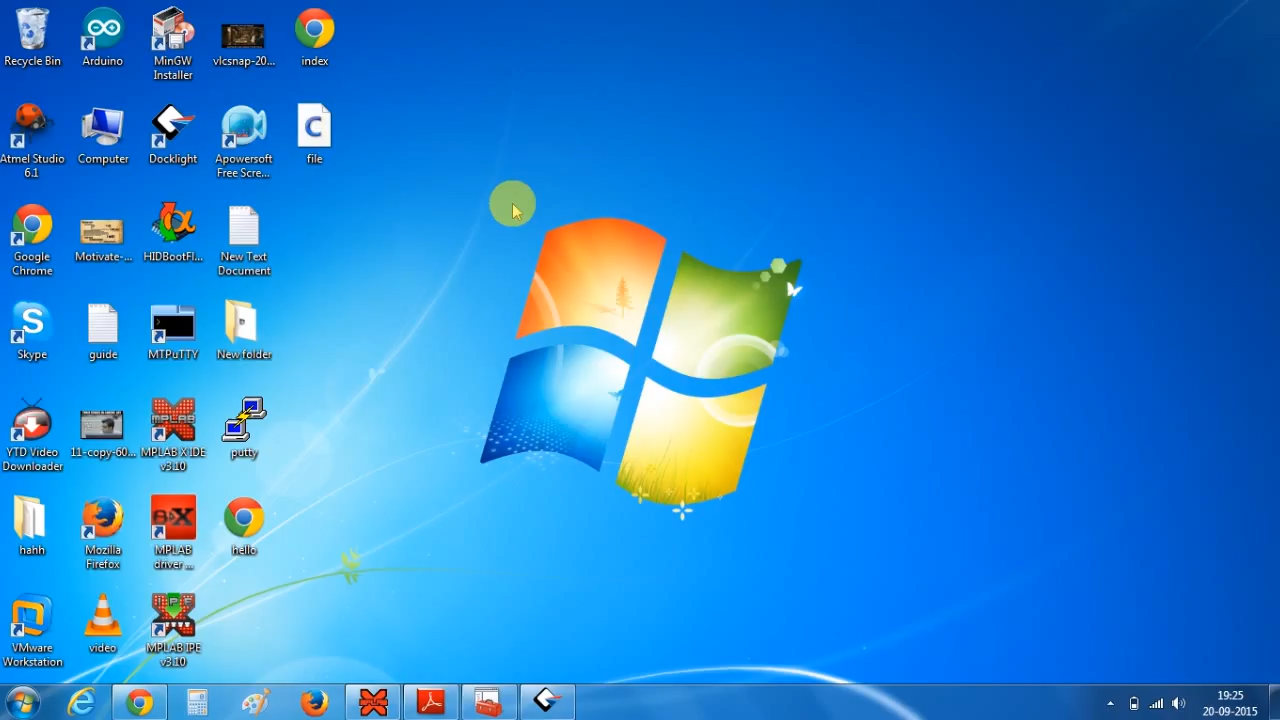 Recycle Bin
Arduino
MinGW
Installer
vlcsnap-20...
index
Atmel Studio
6.1
Computer
Docklight
Apowersoft
Free Scre...
C
file
Google
Chrome
Motivate-...
HIDBootFl...
New Text
Document
Skype
guide
MTPuTTY
New folder
YTD Video
Downloader
11-copy-60...
MPLAB X IDE
v3.10
putty
hahh
Mozilla
Firefox
MPLAB
driver ...
hello
VMware
Workstation
video
MPLAB IPE
v3.10
19:25
20-09-2015